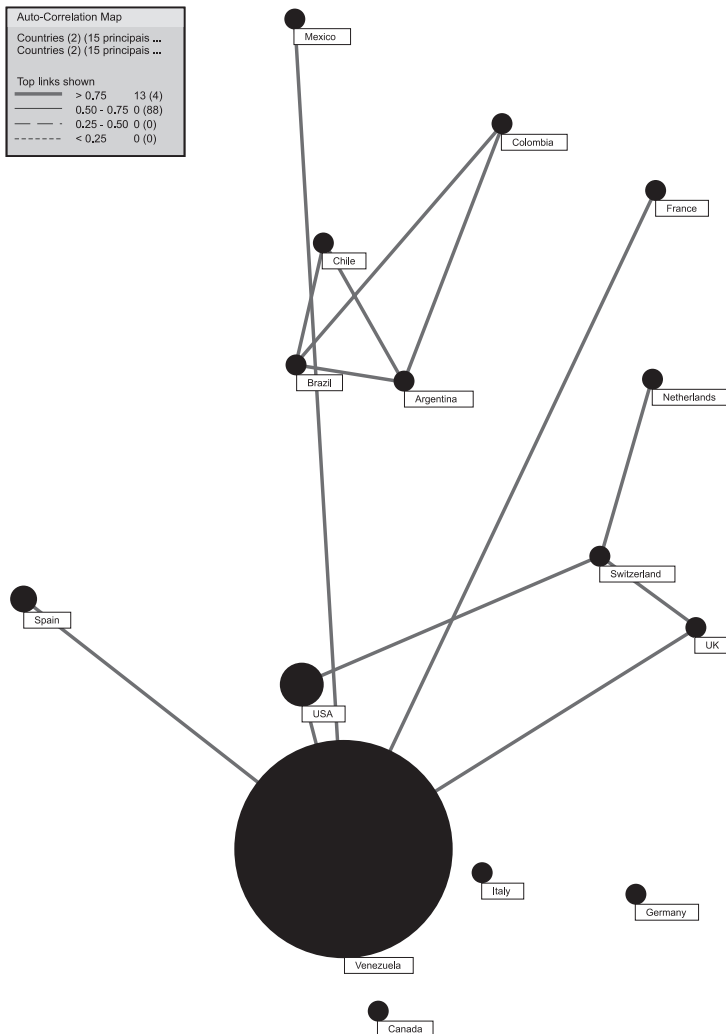 Auto-Correlation Map
Countries (2) (15 principais ...
Countries (2) (15 principais ...
Top links shown
> 0.75 13 (4)
0.50 - 0.75 0 (88)
0.25 - 0.50 0 (0)
< 0.25 0 (0)
Mexico
Colombia
France
Chile
Brazil
Argentina
Netherlands
Switzerland
Spain
UK
USA
Italy
Germany
Venezuela
Canada